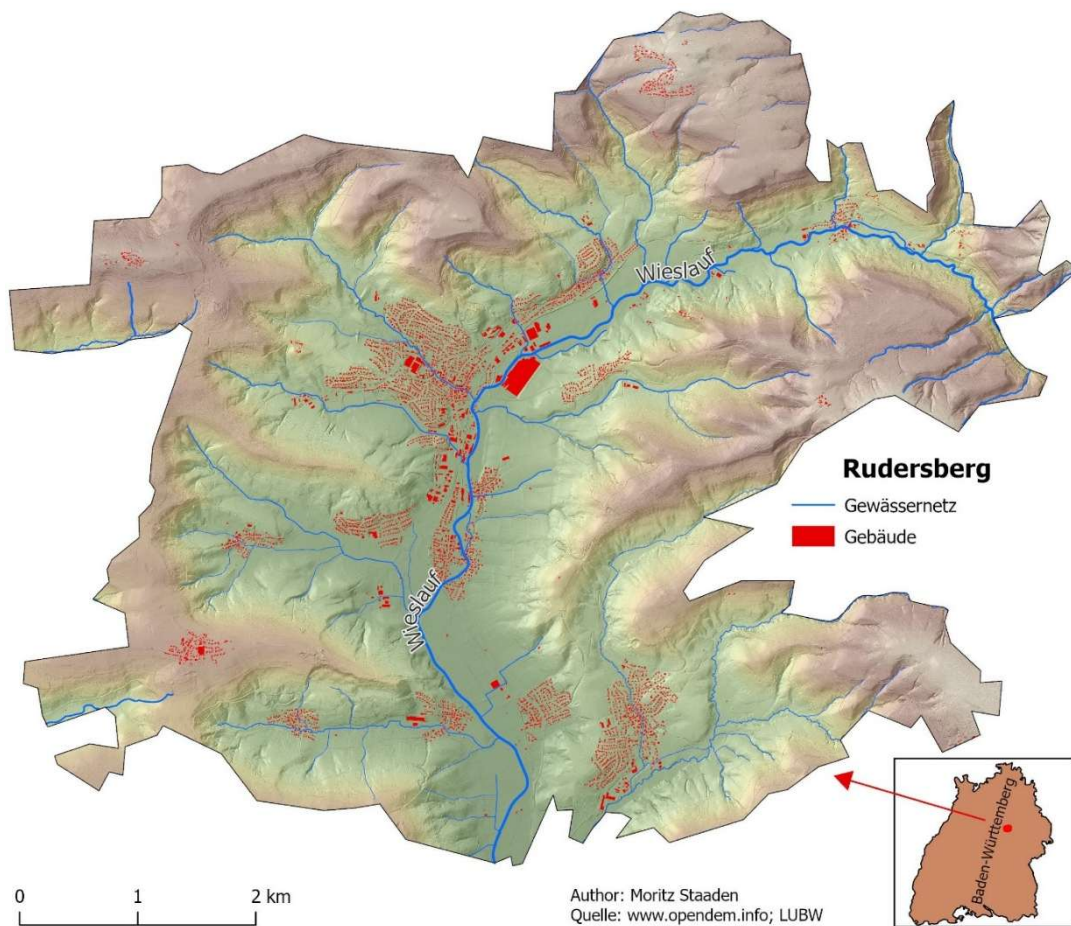 Wieslauf
Rudersberg
Gewässernetz
Gebäude
Wieslauf
Baden-Württemberg
0 1 2 km
Author: Moritz Staaden
Quelle: www.opendem.info; LUBW